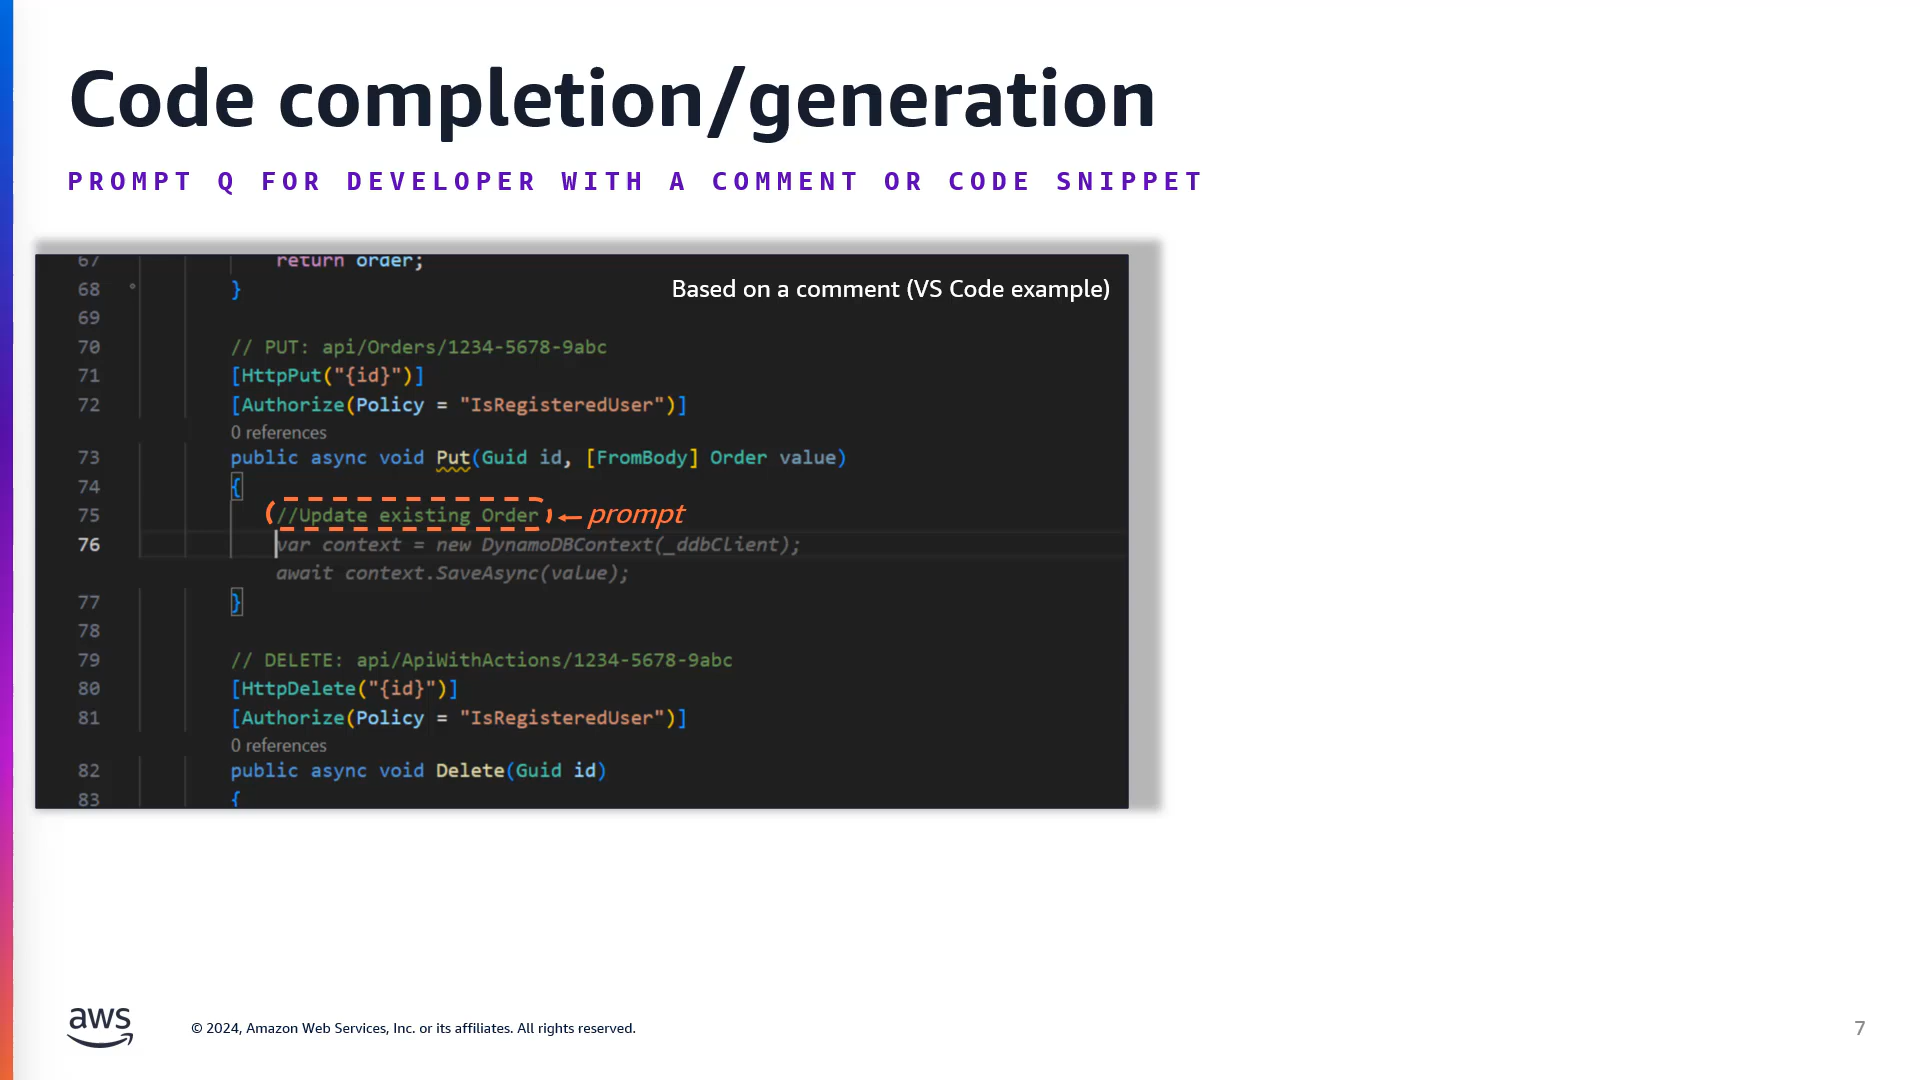 Code completion/generation
PROMPT Q FOR DEVELOPER WITH A COMMENT OR CODE SNIPPET
67 return order;
68 }
Based on a comment (VS Code example)
69
70 // PUT: api/Orders/1234-5678-9abc
71 [HttpPut("{id}")]
72 [Authorize(Policy = "IsRegisteredUser")]
0 references
73 public async void Put(Guid id, [FromBody] Order value)
74 {
75 //Update existing Order ← prompt
76 var context = new DynamoDBContext(_ddbClient);
await context.SaveAsync(value);
77 }
78
79 // DELETE: api/ApiWithActions/1234-5678-9abc
80 [HttpDelete("{id}")]
81 [Authorize(Policy = "IsRegisteredUser")]
0 references
82 public async void Delete(Guid id)
83 {
aws
© 2024, Amazon Web Services, Inc. or its affiliates. All rights reserved.
7